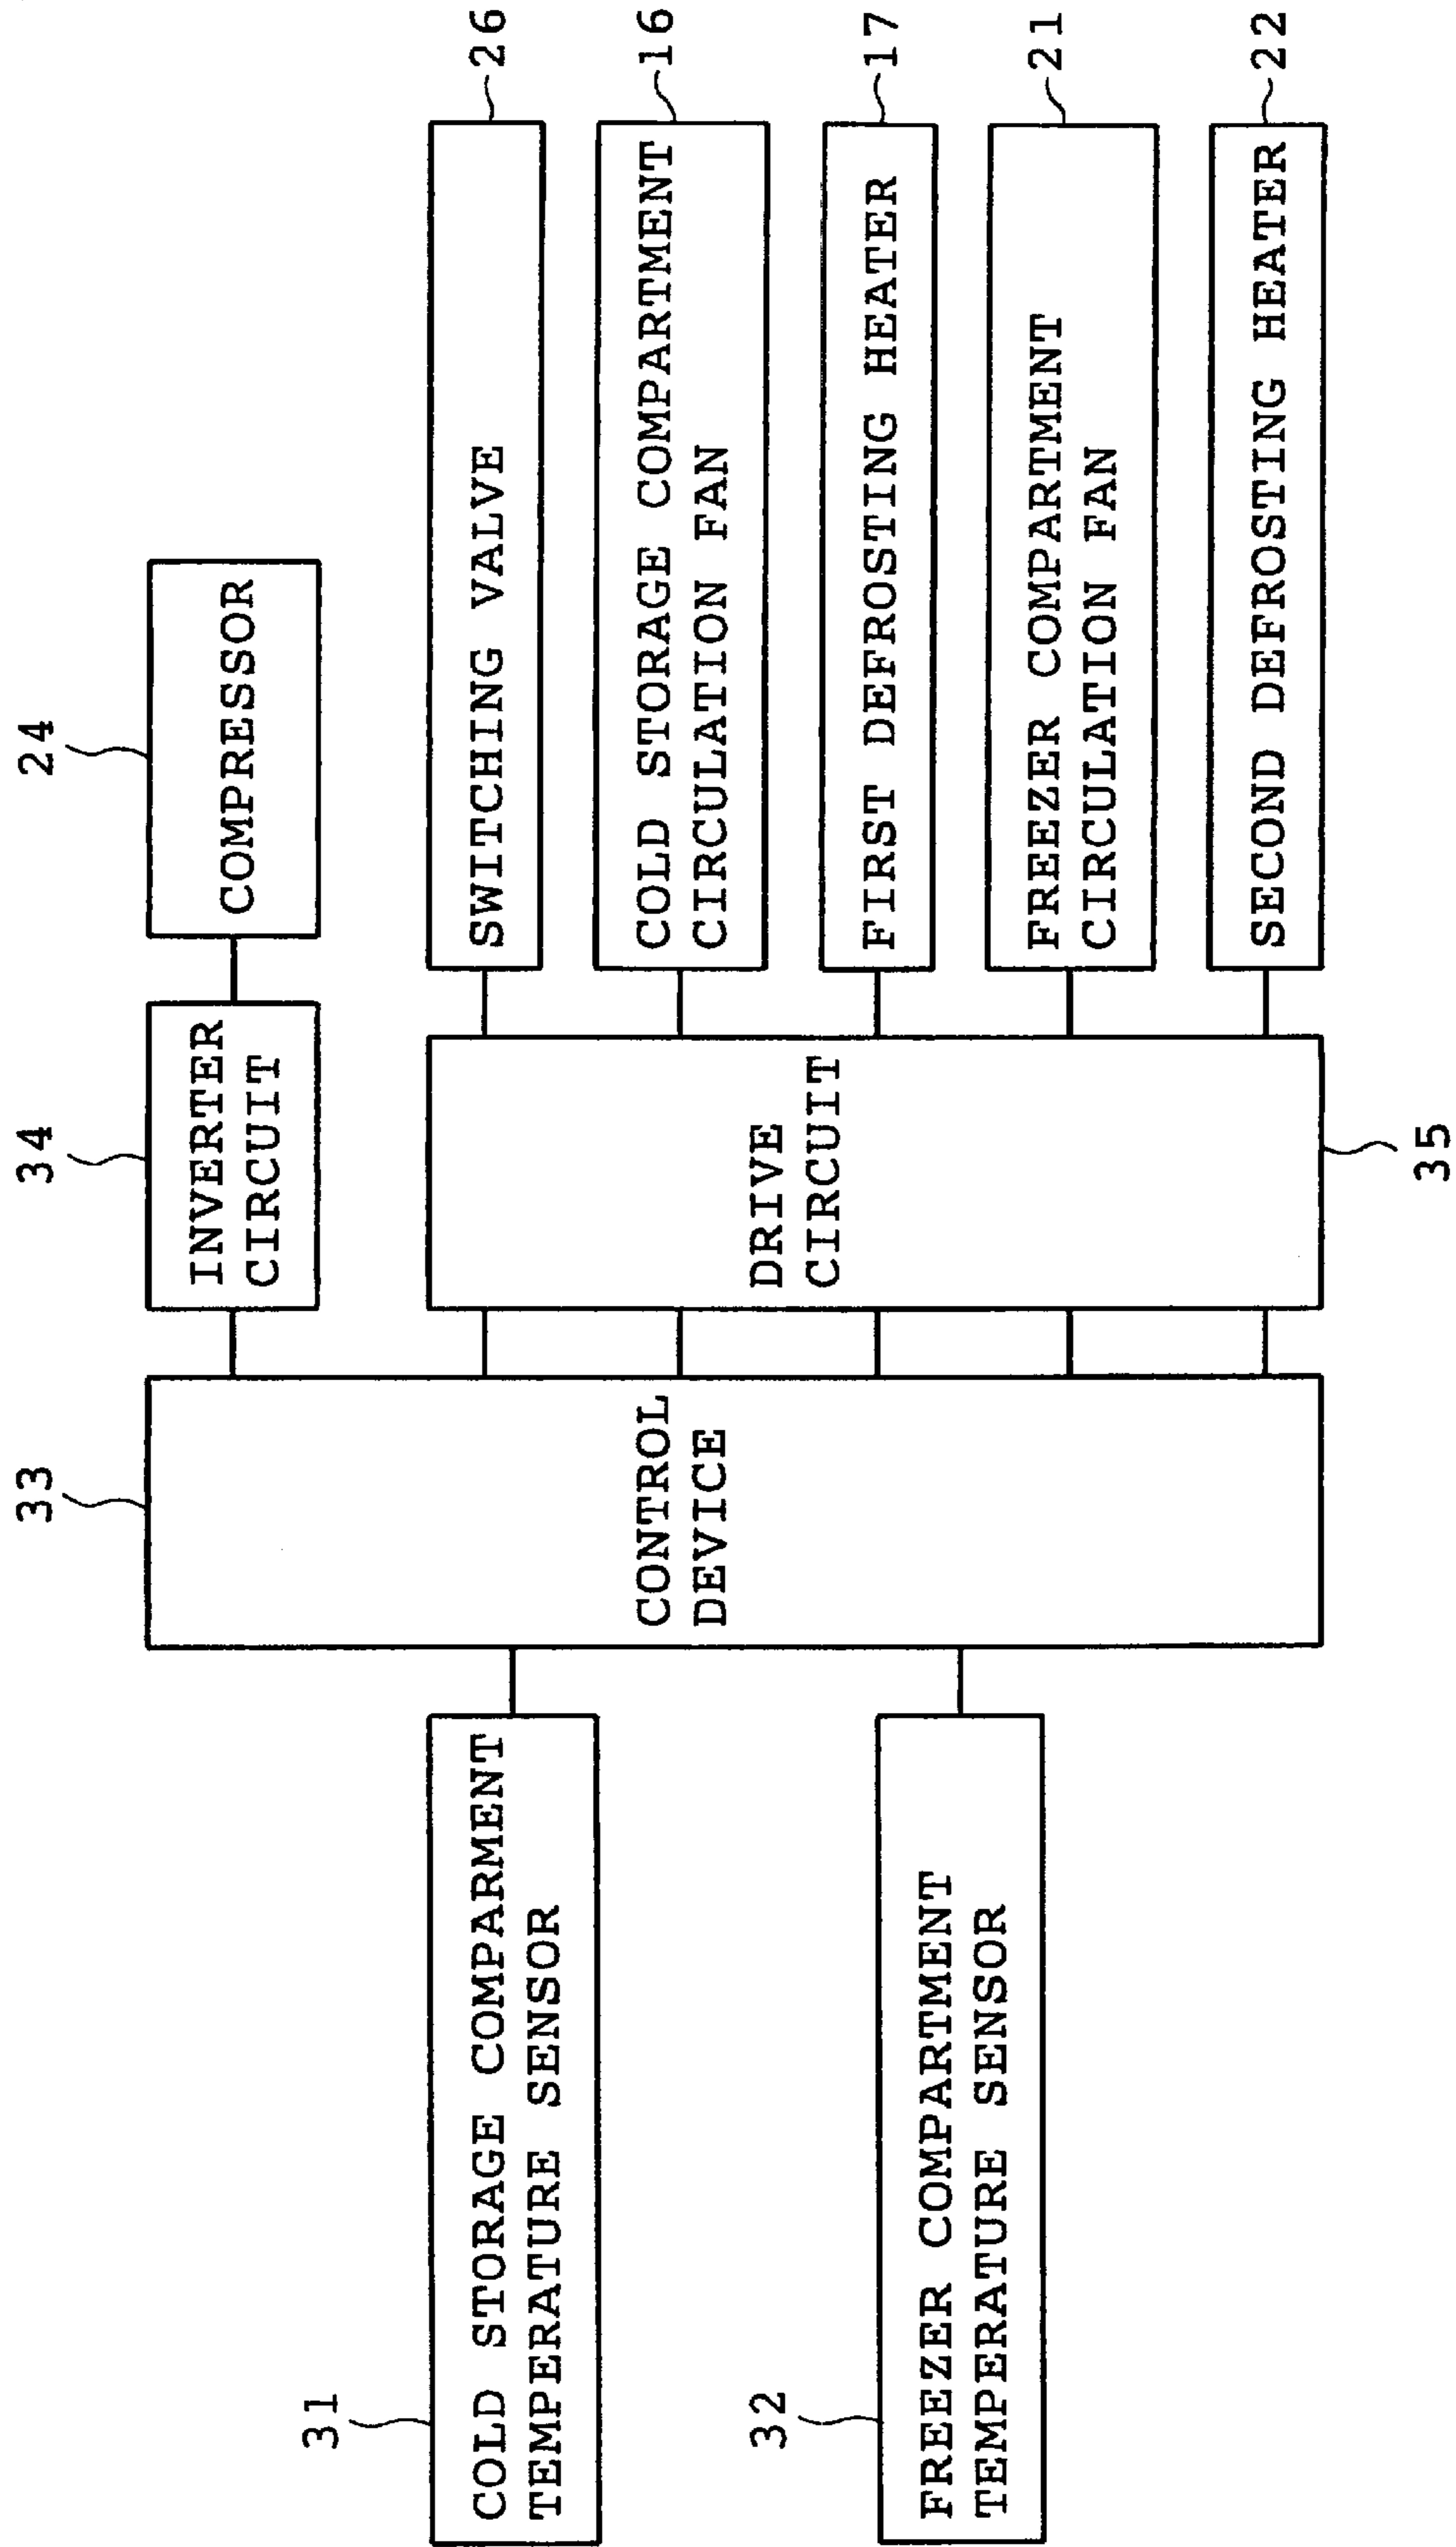 31
COLD STORAGE COMPARMENT
TEMPERATURE SENSOR
32
FREEZER COMPARTMENT
TEMPERATURE SENSOR
33
CONTROL
DEVICE
34
INVERTER
CIRCUIT
DRIVE
CIRCUIT
35
24
COMPRESSOR
SWITCHING VALVE
26
COLD STORAGE COMPARTMENT
CIRCULATION FAN
16
FIRST DEFROSTING HEATER
17
FREEZER COMPARTMENT
CIRCULATION FAN
21
SECOND DEFROSTING HEATER
22